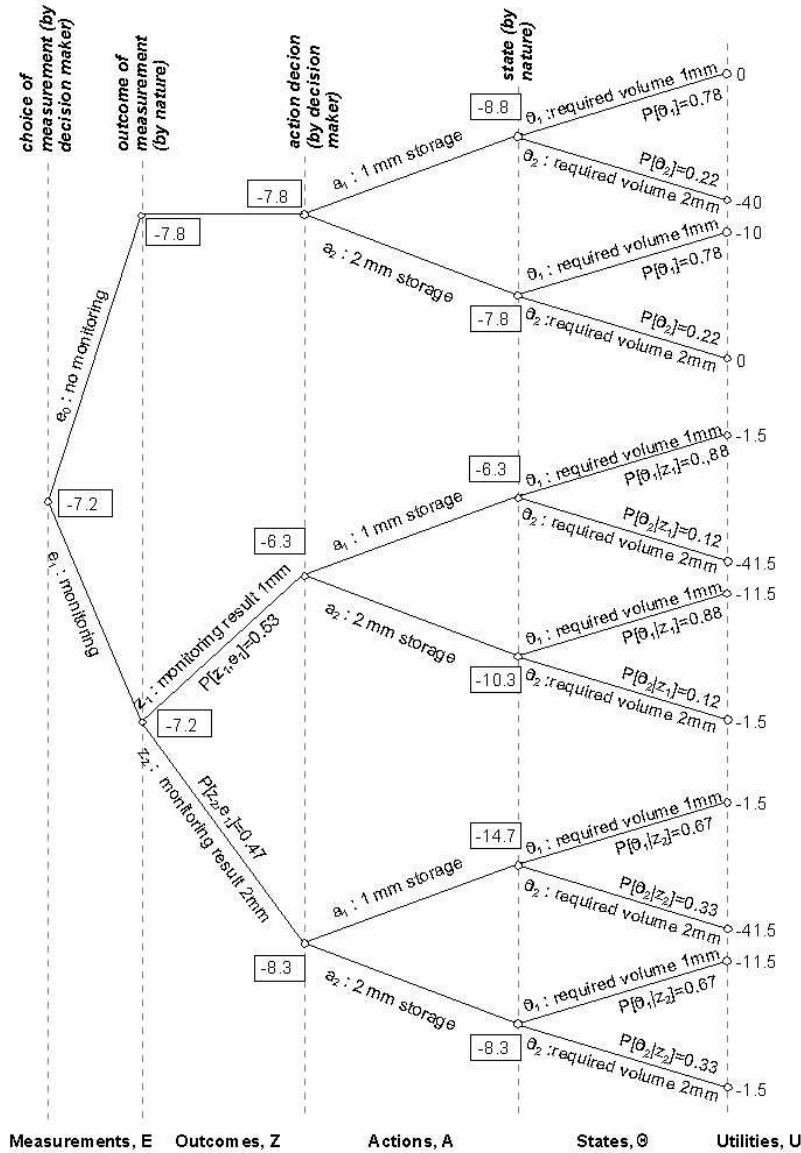 choice of
measurement (by
decision maker)
outcome of
measurement
(by nature)
action decion
(by decision
maker)
state (by
nature)
e₀ : no monitoring
e₁ : monitoring
-7.2
-7.8
-7.8
a₁ : 1 mm storage
a₂ : 2 mm storage
-8.8
ϑ₁ : required volume 1mm
P[ϑ₁]=0.78
0
P[ϑ₂]=0.22
ϑ₂ : required volume 2mm
-40
-7.8
ϑ₁ : required volume 1mm
P[ϑ₁]=0.78
-10
P[ϑ₂]=0.22
ϑ₂ :required volume 2mm
0
-7.2
z₁ : monitoring result 1mm
P[z₁,e₁]=0.53
z₂ : monitoring result 2mm
P[z₂,e₁]=0.47
-6.3
a₁ : 1 mm storage
a₂ : 2 mm storage
-6.3
ϑ₁ : required volume 1mm
P[ϑ₁|z₁]=0.,88
-1.5
P[ϑ₂|z₁]=0.12
ϑ₂ : required volume 2mm
-41.5
-10.3
ϑ₁ : required volume 1mm
P[ϑ₁|z₁]=0.88
-11.5
P[ϑ₂|z₁]=0.12
ϑ₂ :required volume 2mm
-1.5
-8.3
a₁ : 1 mm storage
a₂ : 2 mm storage
-14.7
ϑ₁ : required volume 1mm
P[ϑ₁|z₂]=0.67
-1.5
P[ϑ₂|z₂]=0.33
ϑ₂ : required volume 2mm
-41.5
-8.3
ϑ₁ : required volume 1mm
P[ϑ₁|z₂]=0.67
-11.5
P[ϑ₂|z₂]=0.33
ϑ₂ :required volume 2mm
-1.5
Measurements, E Outcomes, Z Actions, A States, Θ Utilities, U